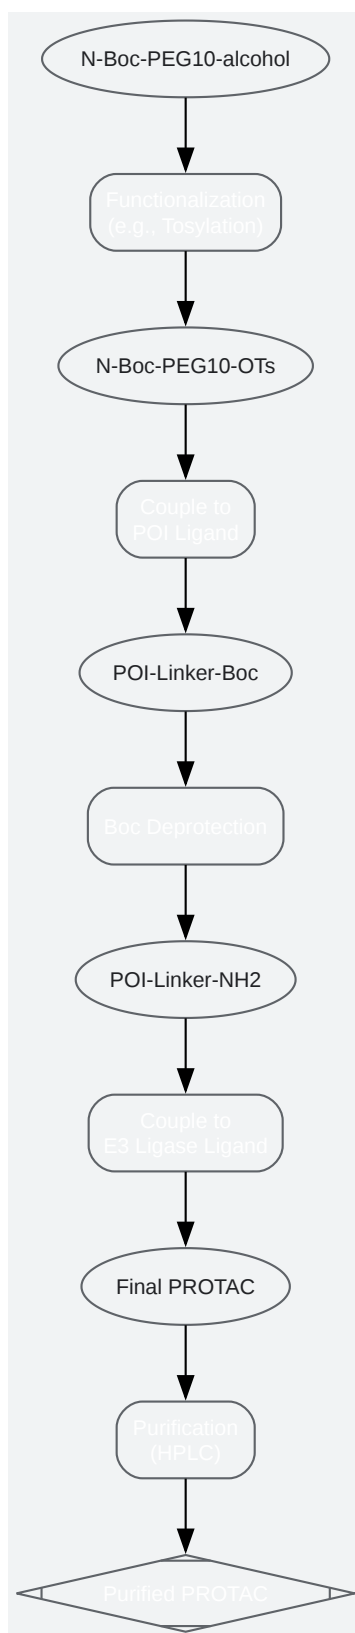 N-Boc-PEG10-alcohol
Functionalization
(e.g., Tosylation)
N-Boc-PEG10-OTs
Couple to
POI Ligand
POI-Linker-Boc
Boc Deprotection
POI-Linker-NH2
Couple to
E3 Ligase Ligand
Final PROTAC
Purification
(HPLC)
Purified PROTAC